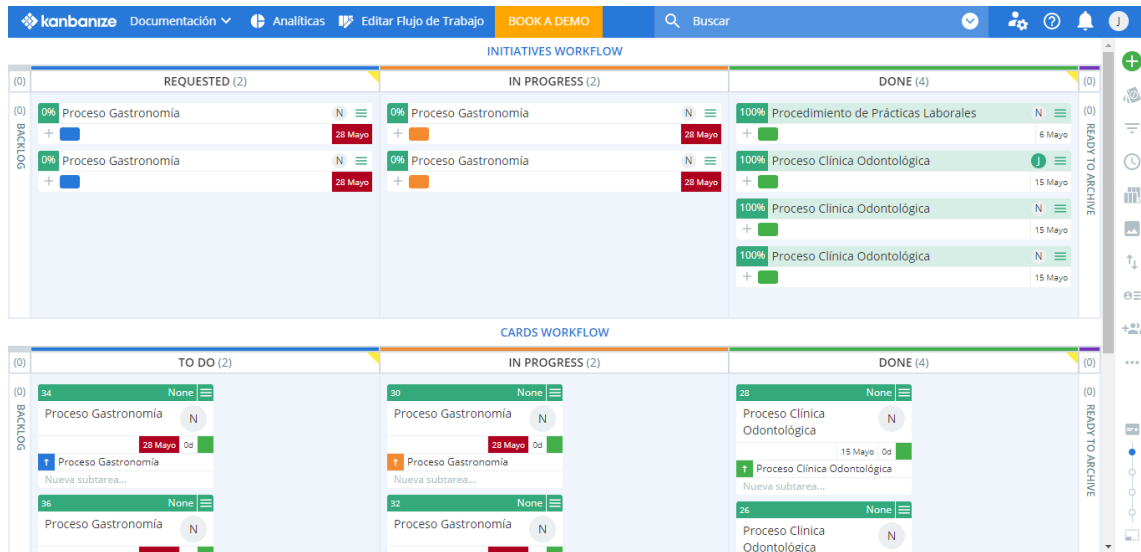 kanbanize Documentación Analíticas Editar Flujo de Trabajo BOOK A DEMO Buscar J
INITIATIVES WORKFLOW
(0) REQUESTED (2) IN PROGRESS (2) DONE (4) (0)
(0) BACKLOG
0% Proceso Gastronomía N
28 Mayo
0% Proceso Gastronomía N
28 Mayo
0% Proceso Gastronomía N
28 Mayo
0% Proceso Gastronomía N
28 Mayo
100% Procedimiento de Prácticas Laborales N
6 Mayo
100% Proceso Clínica Odontológica J
15 Mayo
100% Proceso Clinica Odontológica N
15 Mayo
100% Proceso Clínica Odontológica N
15 Mayo
(0) READY TO ARCHIVE
CARDS WORKFLOW
(0) TO DO (2) IN PROGRESS (2) DONE (4) (0)
(0) BACKLOG
34 None
Proceso Gastronomía N
28 Mayo 0d
Proceso Gastronomía
Nueva subtarea...
36 None
Proceso Gastronomía N
30 None
Proceso Gastronomía N
28 Mayo 0d
Proceso Gastronomía
Nueva subtarea...
32 None
Proceso Gastronomía N
28 None
Proceso Clínica
Odontológica N
15 Mayo 0d
Proceso Clínica Odontológica
Nueva subtarea...
26 None
Proceso Clinica
Odontológica N
(0) READY TO ARCHIVE